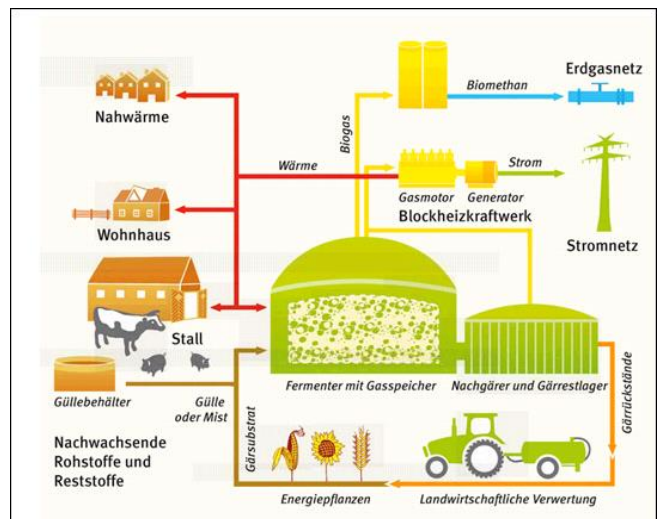 Erdgasnetz
Biomethan
Biogas
Nahwärme
Wärme
Strom
Gasmotor
Generator
Blockheizkraftwerk
Wohnhaus
Stromnetz
Stall
Güllebehälter
Gülle
oder Mist
Fermenter mit Gasspeicher
Nachgärer und Gärrestlager
Gärrückstände
Nachwachsende
Rohstoffe und
Reststoffe
Gärsubstrat
Energiepflanzen
Landwirtschaftliche Verwertung